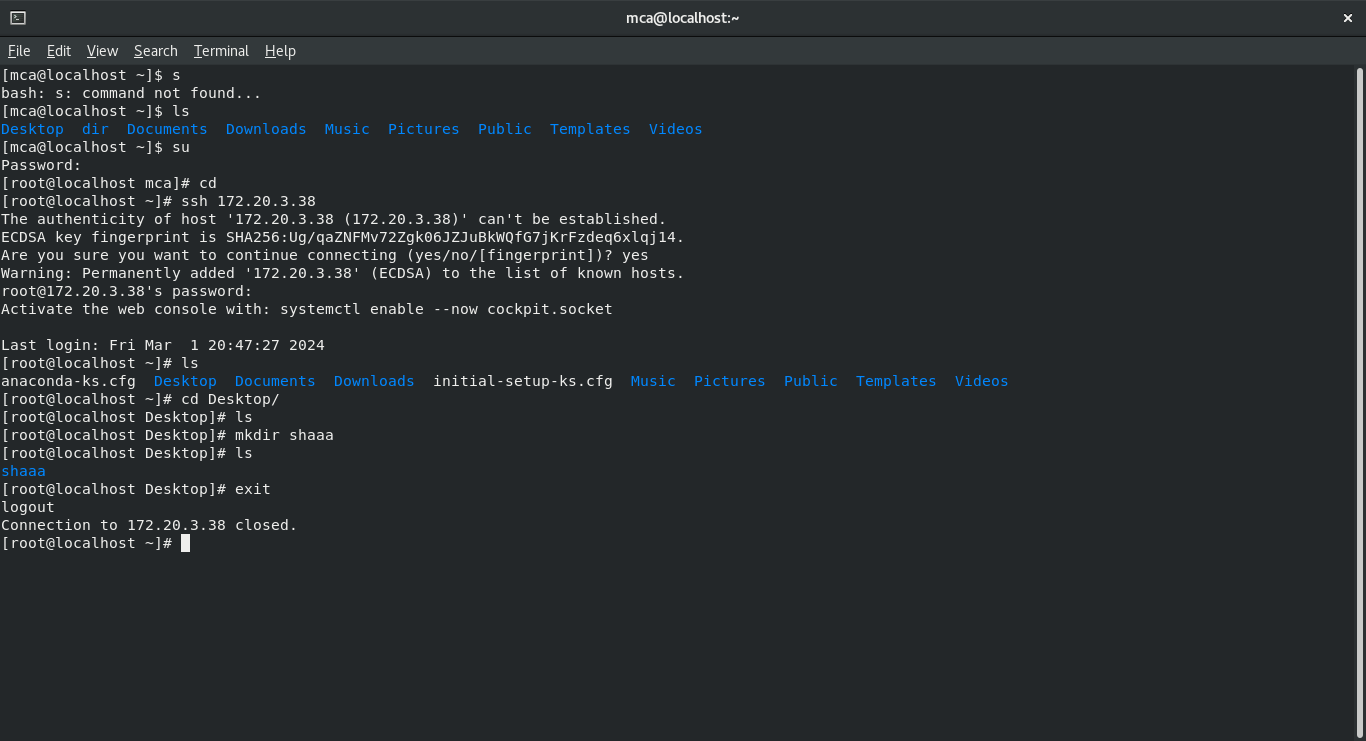 mca@localhost:~
File Edit View Search Terminal Help
[mca@localhost ~]$ s
bash: s: command not found...
[mca@localhost ~]$ ls
Desktop  dir  Documents  Downloads  Music  Pictures  Public  Templates  Videos
[mca@localhost ~]$ su
Password:
[root@localhost mca]# cd
[root@localhost ~]# ssh 172.20.3.38
The authenticity of host '172.20.3.38 (172.20.3.38)' can't be established.
ECDSA key fingerprint is SHA256:Ug/qaZNFMv72Zgk06JZJuBkWQfG7jKrFzdeq6xlqj14.
Are you sure you want to continue connecting (yes/no/[fingerprint])? yes
Warning: Permanently added '172.20.3.38' (ECDSA) to the list of known hosts.
root@172.20.3.38's password:
Activate the web console with: systemctl enable --now cockpit.socket

Last login: Fri Mar  1 20:47:27 2024
[root@localhost ~]# ls
anaconda-ks.cfg  Desktop  Documents  Downloads  initial-setup-ks.cfg  Music  Pictures  Public  Templates  Videos
[root@localhost ~]# cd Desktop/
[root@localhost Desktop]# ls
[root@localhost Desktop]# mkdir shaaa
[root@localhost Desktop]# ls
shaaa
[root@localhost Desktop]# exit
logout
Connection to 172.20.3.38 closed.
[root@localhost ~]#